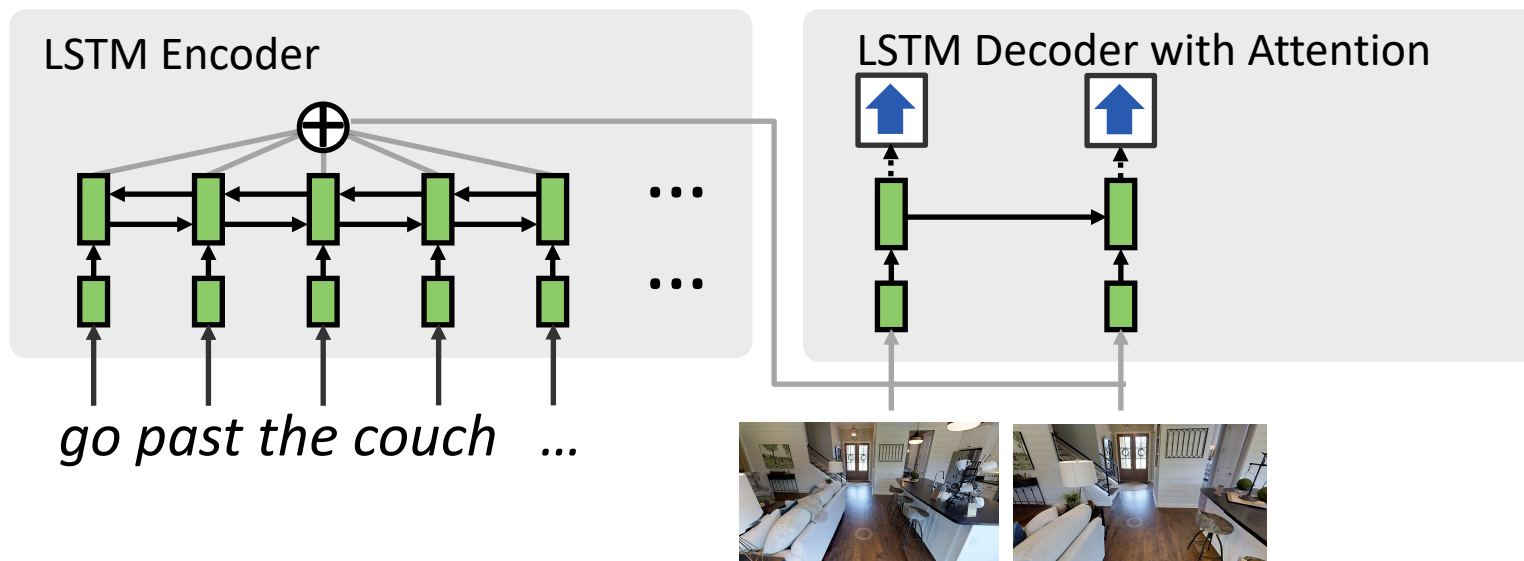 LSTM Encoder
LSTM Decoder with Attention
...
...
go past the couch ...